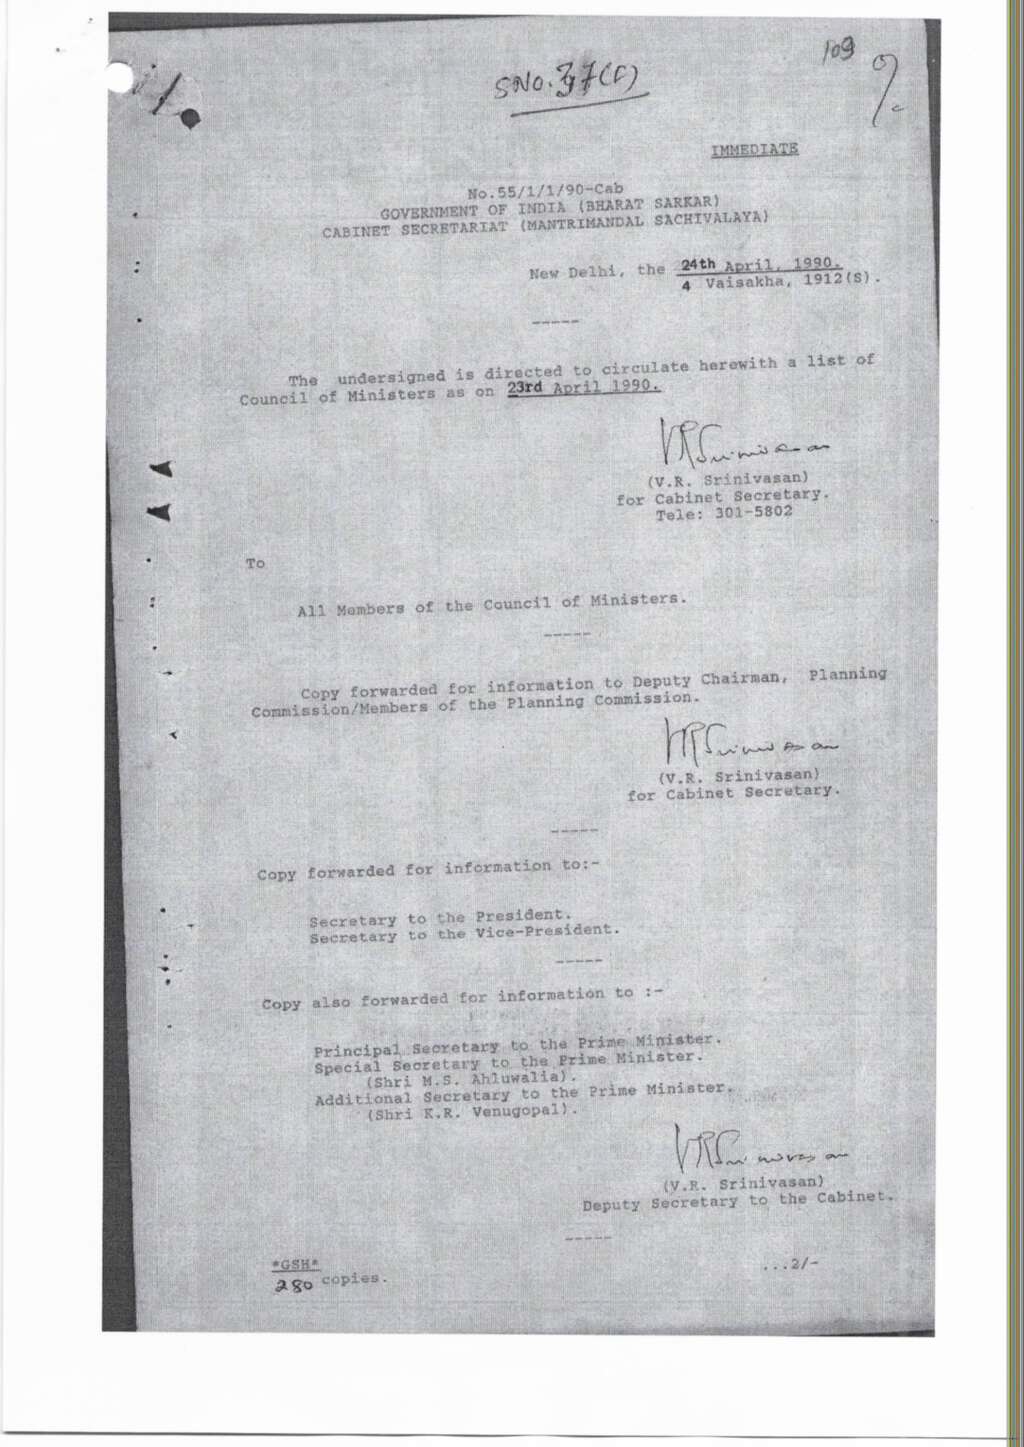 109
SNO. 37(F)
IMMEDIATE
No.55/1/1/90-Cab
GOVERNMENT OF INDIA (BHARAT SARKAR)
CABINET SECRETARIAT (MANTRIMANDAL SACHIVALAYA)
New Delhi, the 24th April, 1990.
4 Vaisakha, 1912(S).
-----
The undersigned is directed to circulate herewith a list of
Council of Ministers as on 23rd April 1990.
VRSrinivasan
(V.R. Srinivasan)
for Cabinet Secretary.
Tele: 301-5802
To
All Members of the Council of Ministers.
-----
Copy forwarded for information to Deputy Chairman, Planning
Commission/Members of the Planning Commission.
VRSrinivasan
(V.R. Srinivasan)
for Cabinet Secretary.
-----
Copy forwarded for information to:-
Secretary to the President.
Secretary to the Vice-President.
-----
Copy also forwarded for information to :-
Principal Secretary to the Prime Minister.
Special Secretary to the Prime Minister.
(Shri M.S. Ahluwalia).
Additional Secretary to the Prime Minister.
(Shri K.R. Venugopal).
VRSrinivasan
(V.R. Srinivasan)
Deputy Secretary to the Cabinet.
-----
*GSH*
280 copies.
...2/-